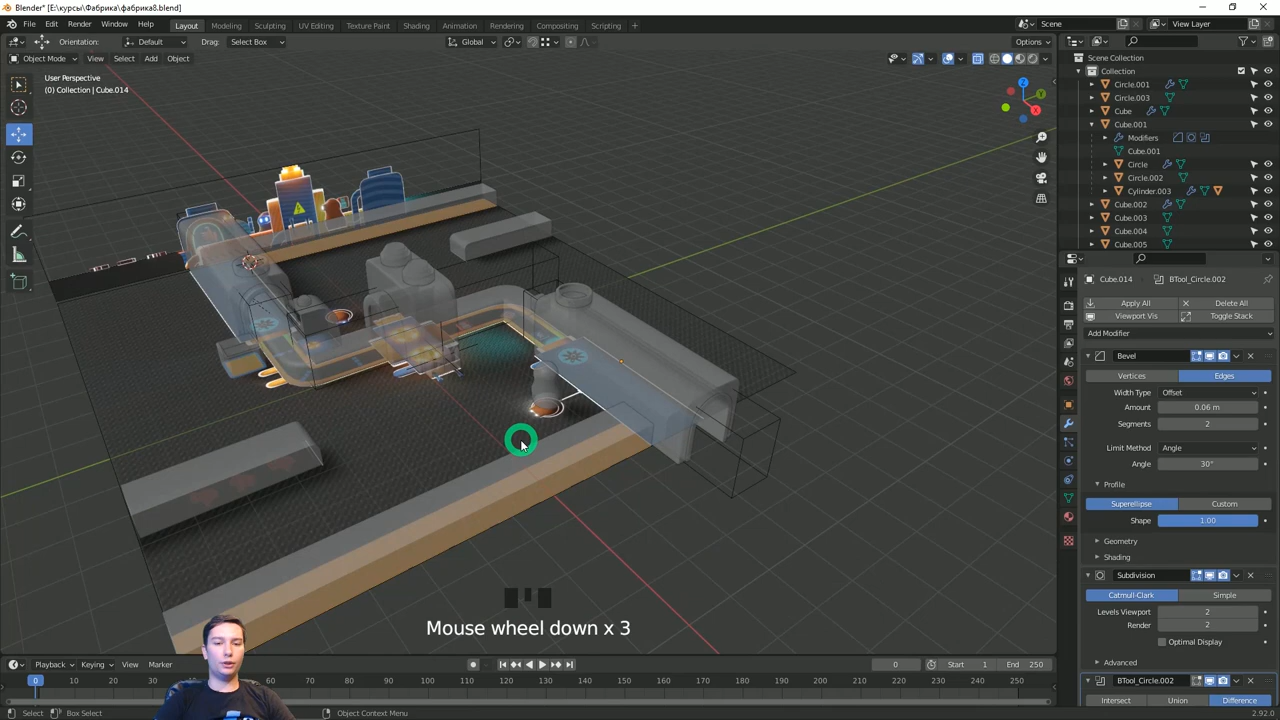 Blender* [E:\курсы\Фабрика\фабрика8.blend]
File Edit Render Window Help Layout Modeling Sculpting UV Editing Texture Paint Shading Animation Rendering Compositing Scripting + Scene View Layer
Orientation: Default Drag: Select Box Global Options
Object Mode View Select Add Object
User Perspective
(0) Collection | Cube.014
Z
Y
X
Scene Collection
Collection
Circle.001
Circle.003
Cube
Cube.001
Modifiers
Cube.001
Circle
Circle.002
Cylinder.003
Cube.002
Cube.003
Cube.004
Cube.005
Cube.014 BTool_Circle.002
Apply All Delete All
Viewport Vis Toggle Stack
Add Modifier
Bevel
Vertices Edges
Width Type Offset
Amount 0.06 m
Segments 2
Limit Method Angle
Angle 30°
Profile
Superellipse Custom
Shape 1.00
Geometry
Shading
Subdivision
Catmull-Clark Simple
Levels Viewport 2
Render 2
Optimal Display
Advanced
BTool_Circle.002
Intersect Union Difference
Mouse wheel down x 3
Playback Keying View Marker 0 Start 1 End 250
0 10 20 30 40 50 60 70 80 90 100 110 120 130 140 150 160 170 180 190 200 210 220 230 240 250
Select Box Select Object Context Menu 2.92.0